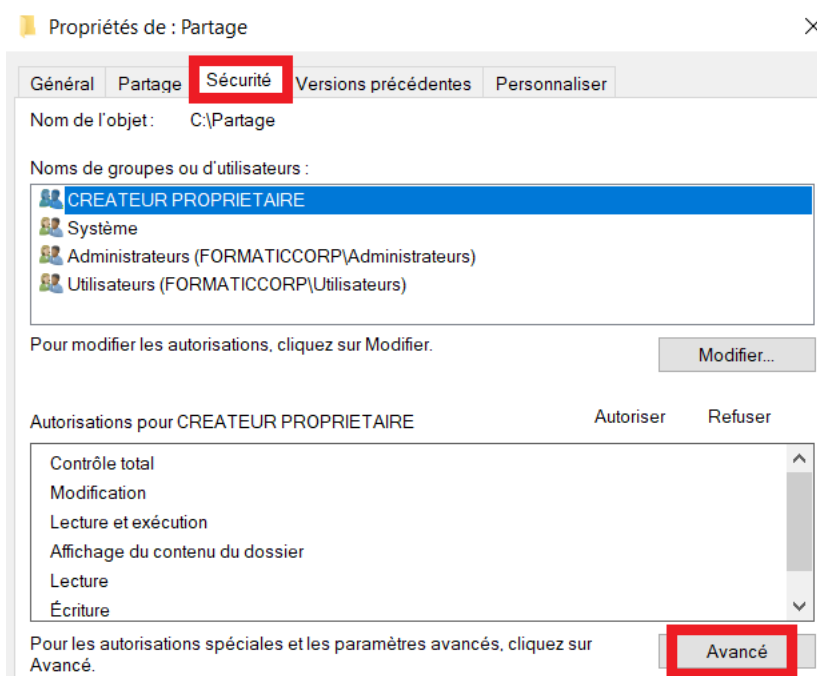 Propriétés de : Partage
Général Partage Sécurité Versions précédentes Personnaliser
Nom de l'objet : C:\Partage
Noms de groupes ou d'utilisateurs :
CREATEUR PROPRIETAIRE
Système
Administrateurs (FORMATICCORP\Administrateurs)
Utilisateurs (FORMATICCORP\Utilisateurs)
Pour modifier les autorisations, cliquez sur Modifier.
Modifier...
Autorisations pour CREATEUR PROPRIETAIRE Autoriser Refuser
Contrôle total
Modification
Lecture et exécution
Affichage du contenu du dossier
Lecture
Écriture
Pour les autorisations spéciales et les paramètres avancés, cliquez sur
Avancé.
Avancé